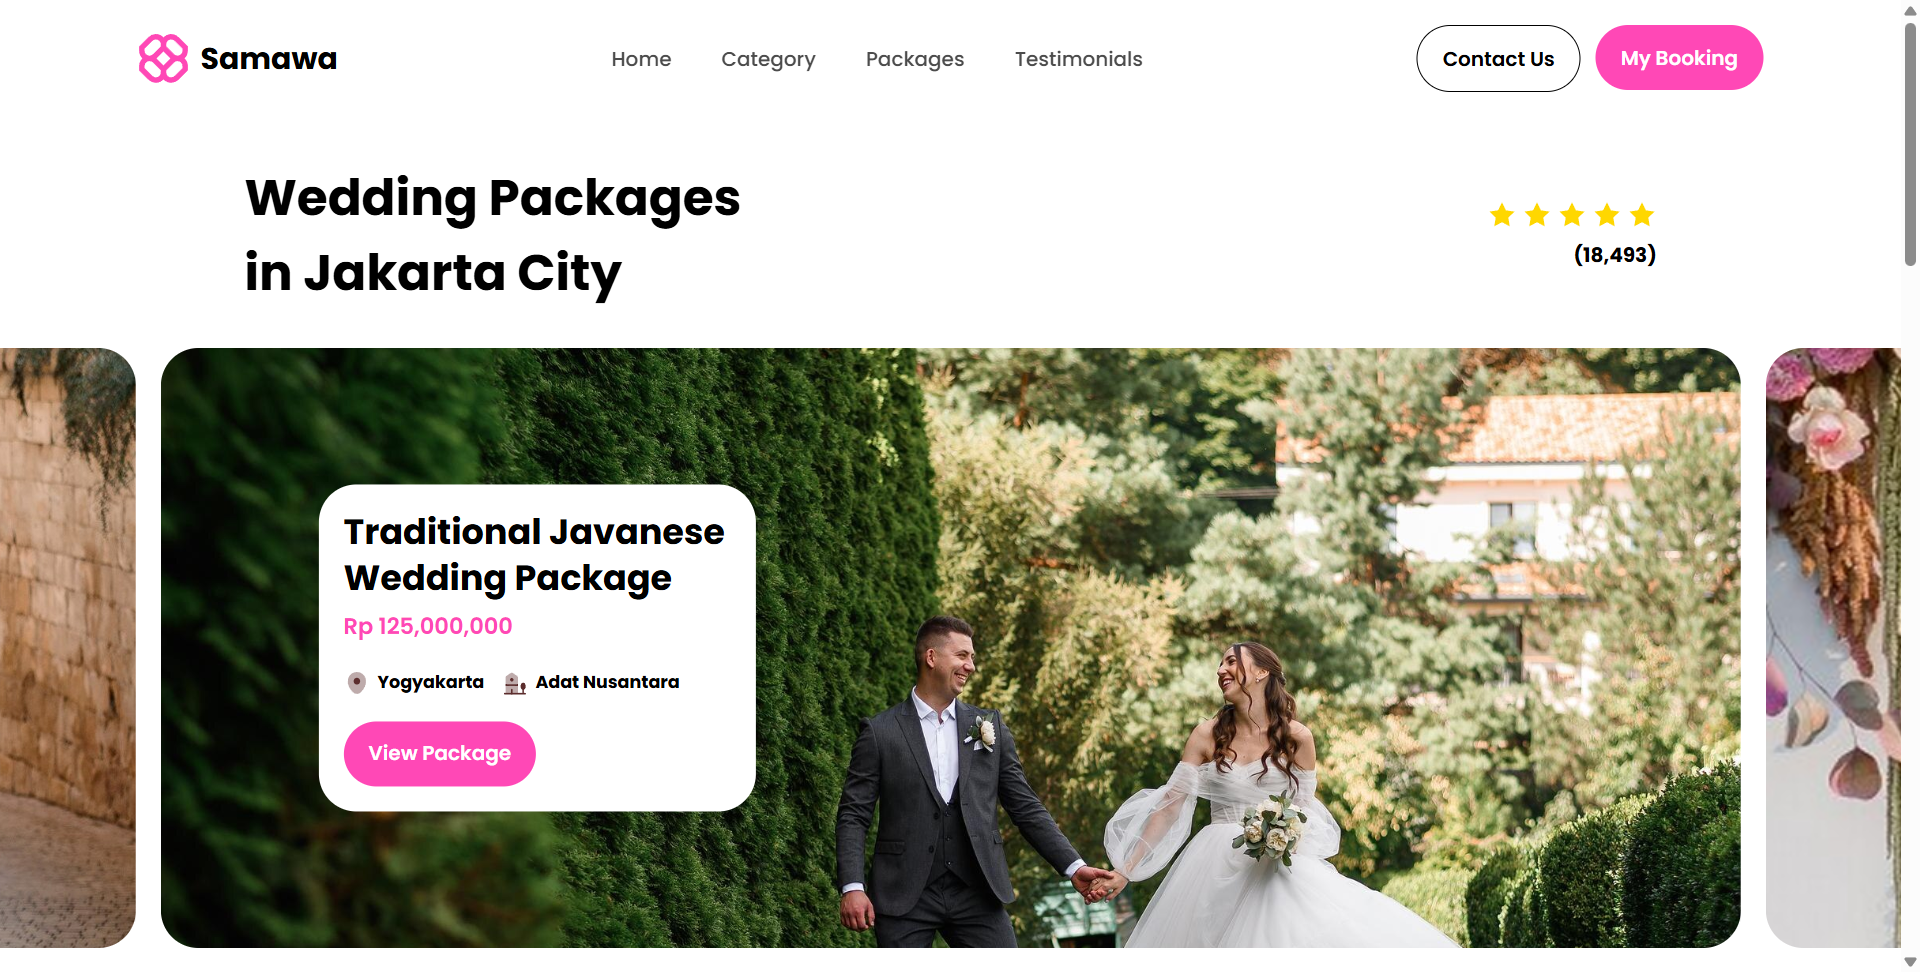 Samawa
Home
Category
Packages
Testimonials
Contact Us
My Booking
Wedding Packages
in Jakarta City
(18,493)
Traditional Javanese
Wedding Package
Rp 125,000,000
Yogyakarta
Adat Nusantara
View Package